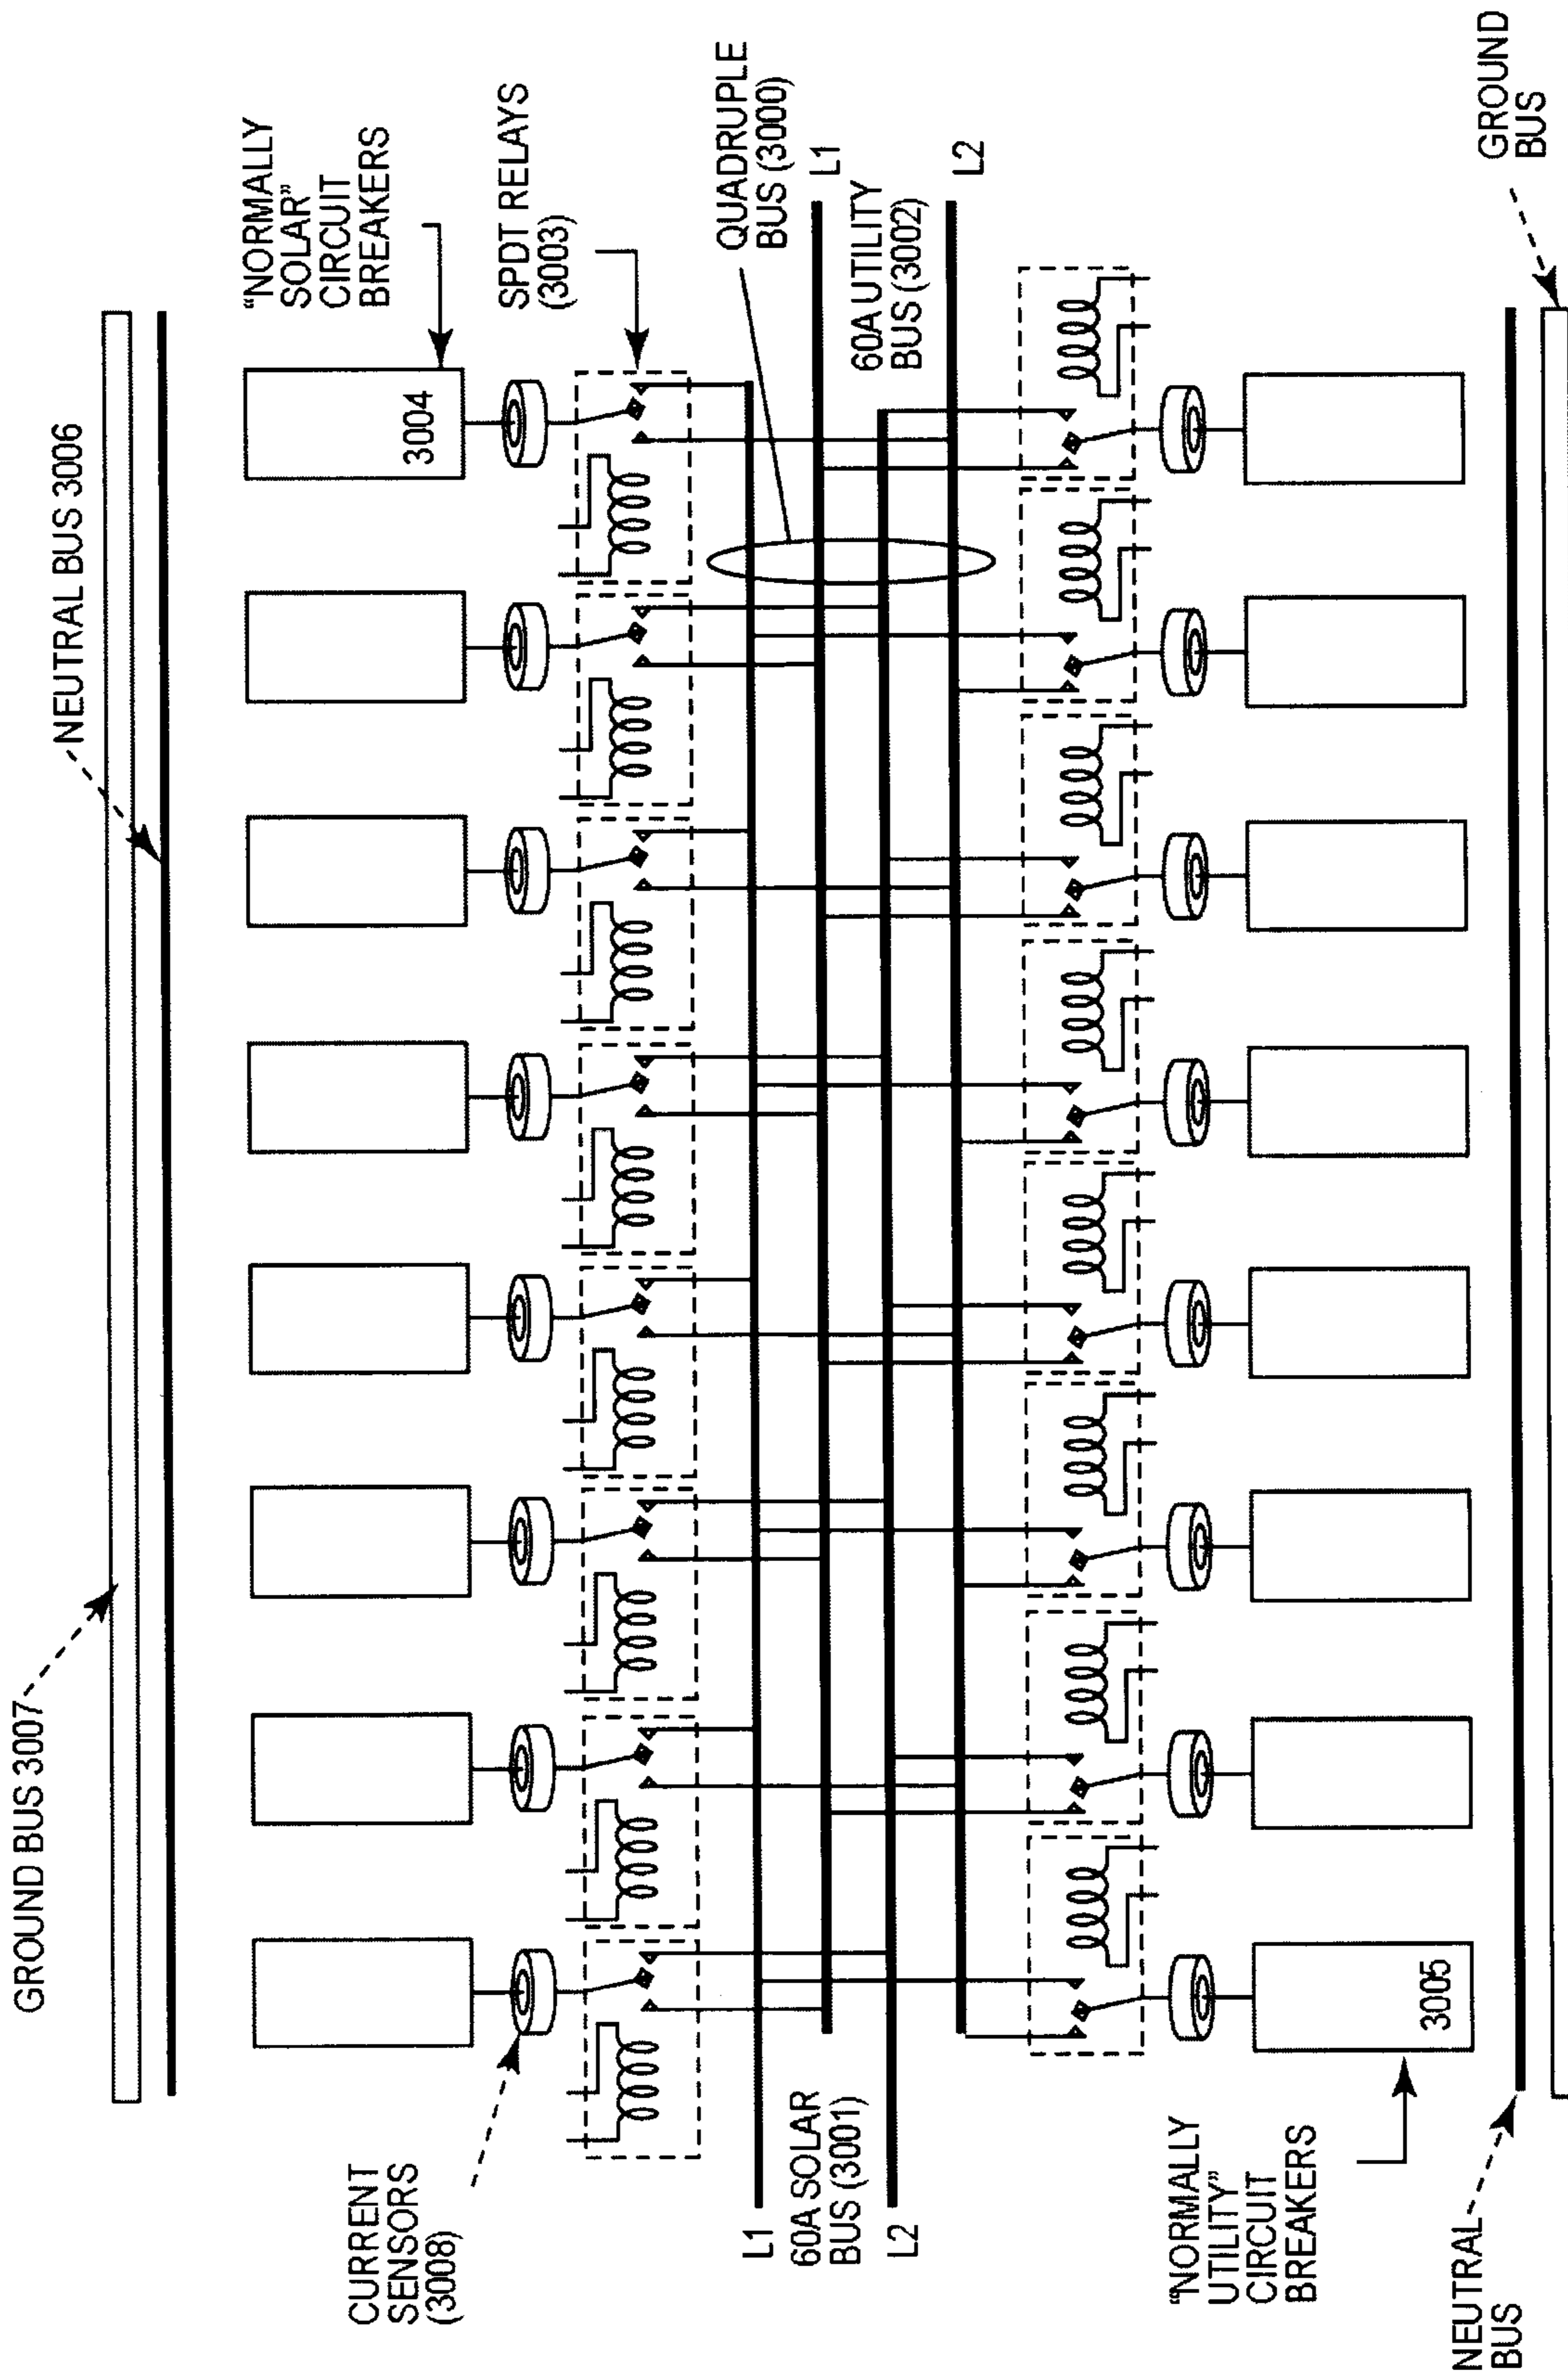 GROUND BUS 3007
NEUTRAL BUS 3006
"NORMALLY
SOLAR"
CIRCUIT
BREAKERS
3004
CURRENT
SENSORS
(3008)
SPDT RELAYS
(3003)
QUADRUPLE
BUS (3000)
L1
L1
60A SOLAR
BUS (3001)
L2
60A UTILITY
BUS (3002)
L2
"NORMALLY
UTILITY"
CIRCUIT
BREAKERS
3005
NEUTRAL
BUS
GROUND
BUS